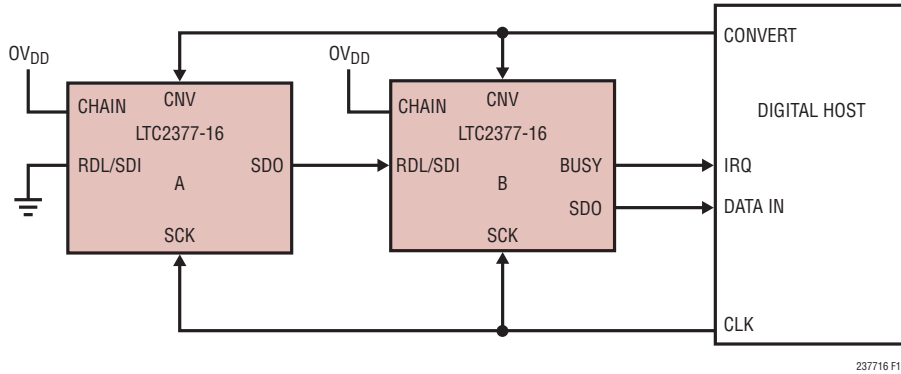 CONVERT
OVDD
OVDD
CHAIN
CNV
LTC2377-16
RDL/SDI
SDO
A
SCK
CHAIN
CNV
LTC2377-16
RDL/SDI
BUSY
B
SDO
SCK
DIGITAL HOST
IRQ
DATA IN
CLK
237716 F1